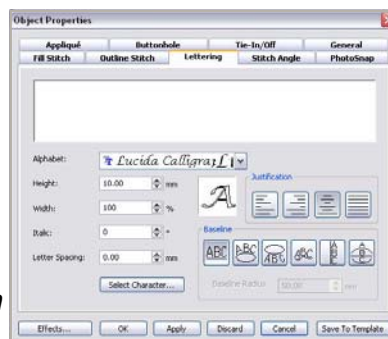 Object Properties
Appliqué Buttonhole Tie-In/Off General
Fill Stitch Outline Stitch Lettering Stitch Angle PhotoSnap
Alphabet: Lucida Calligra
Height: 10.00 mm
Justification
Width: 100 %
Italic: 0 °
Baseline
Letter Spacing: 0.00 mm
ABC ABC ABC ABC
Select Character...
Baseline Radius: 50.00 mm
Effects... OK Apply Discard Cancel Save To Template